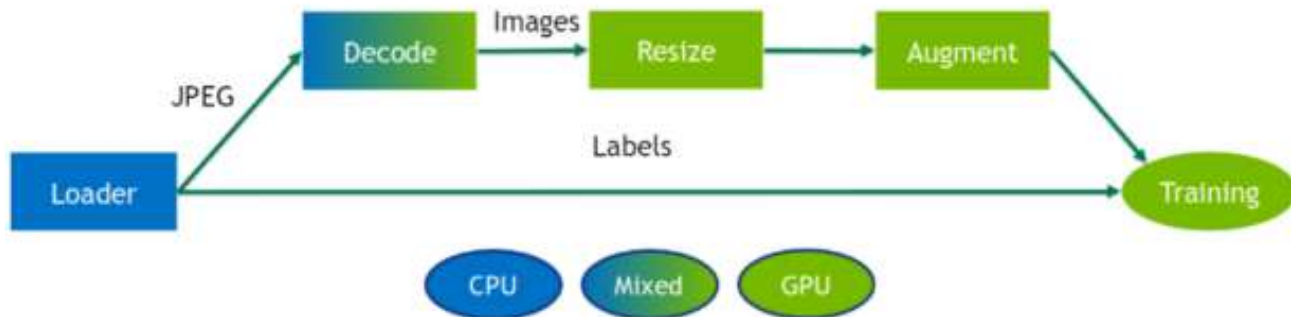 Images
Decode
Resize
Augment
JPEG
Labels
Loader
Training
CPU
Mixed
GPU